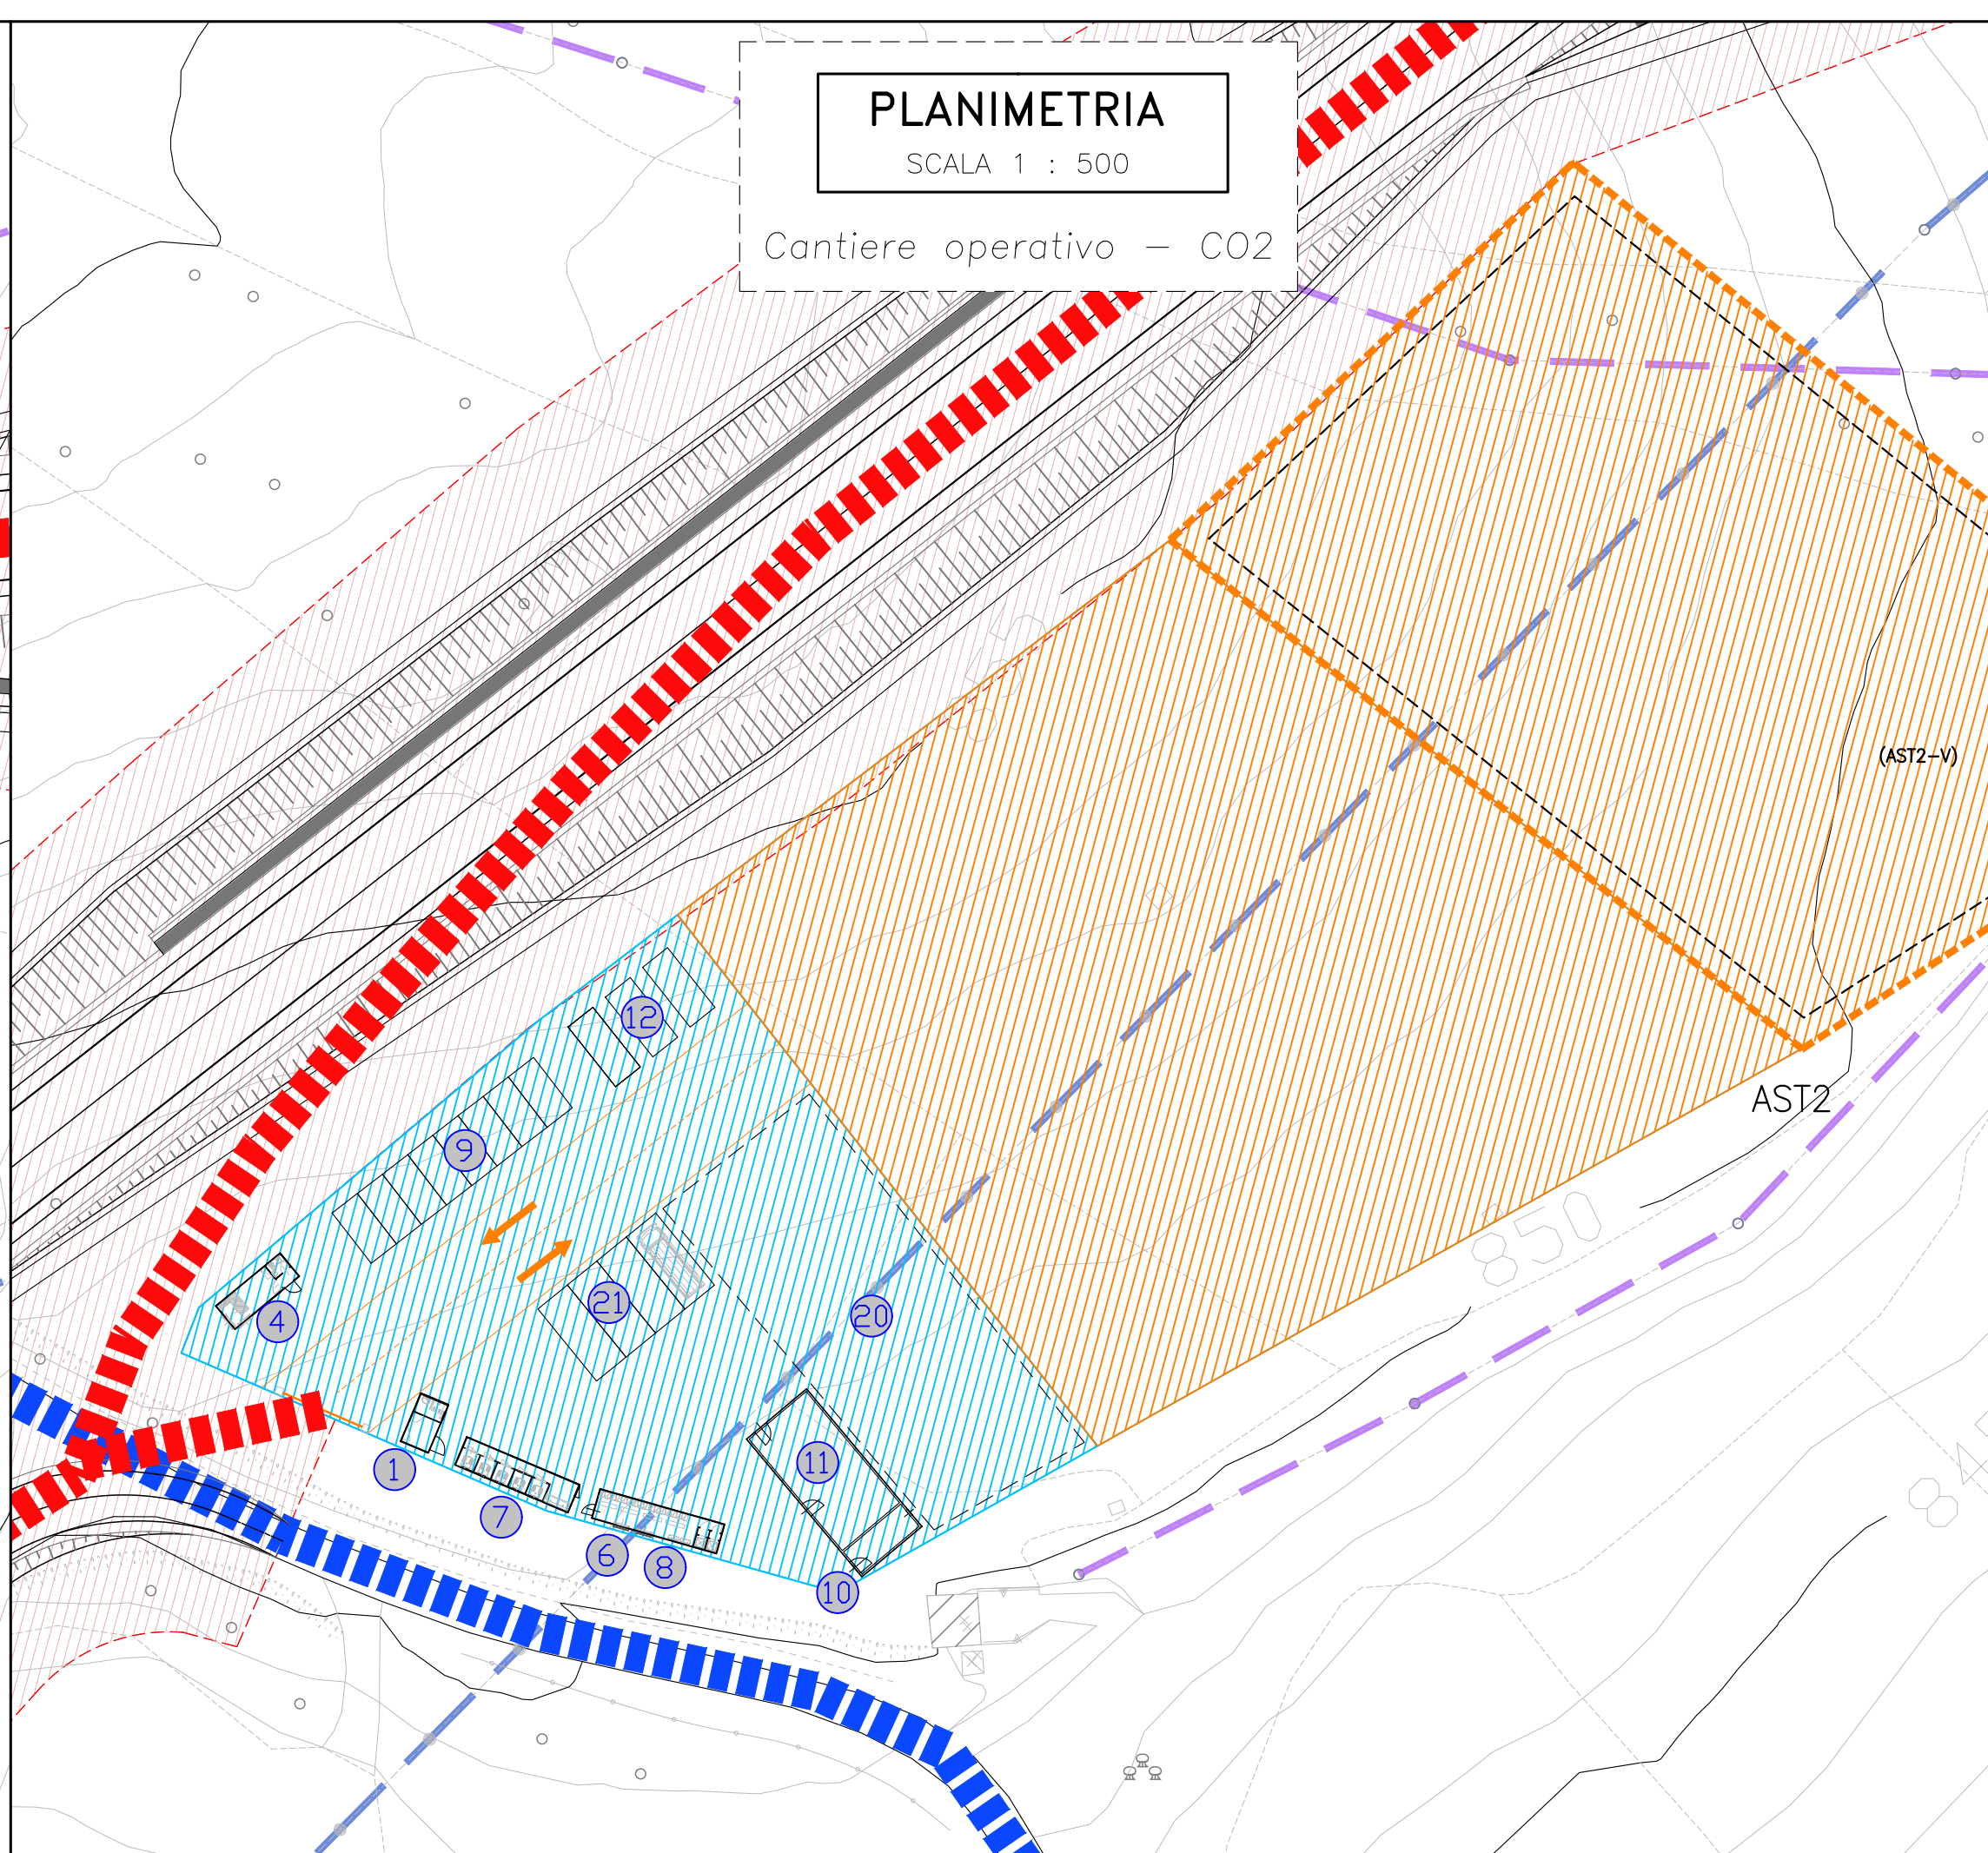 PLANIMETRIA
SCALA 1 : 500
Cantiere operativo - CO2
(AST2-V)
12
AST2
9
4
21
20
1
11
7
6
8
10